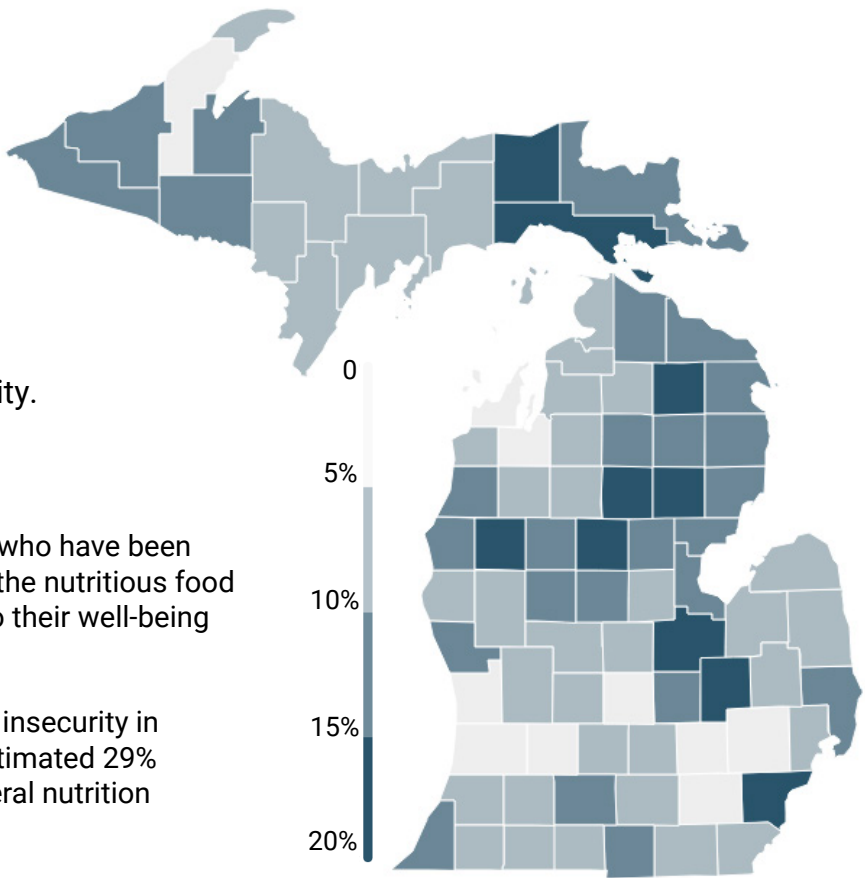 ity.
who have been
the nutritious food
o their well-being
insecurity in
timated 29%
eral nutrition
0
5%
10%
15%
20%